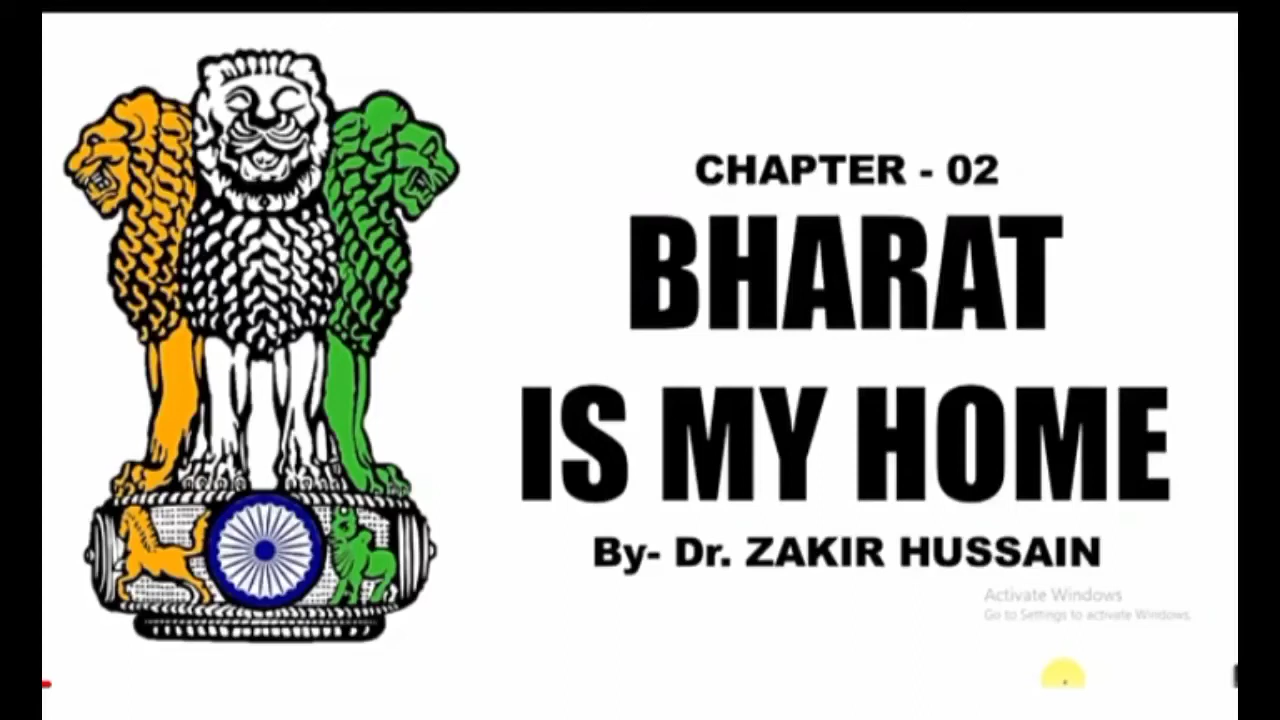 CHAPTER - 02
BHARAT
IS MY HOME
By- Dr. ZAKIR HUSSAIN
Activate Windows
Go to Settings to activate Windows.